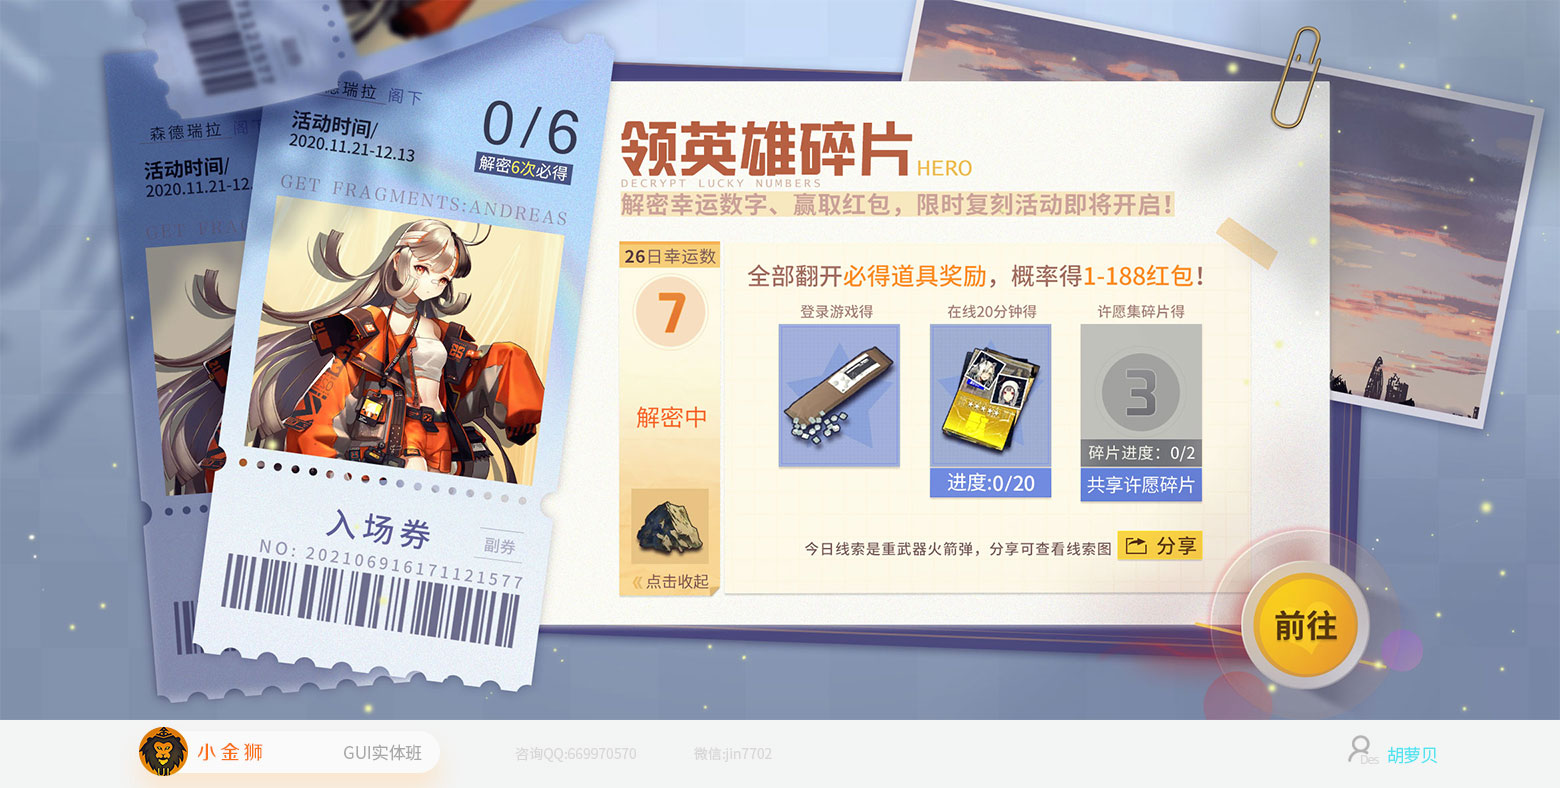 森德瑞拉 阁下
活动时间/
2020.11.21-12.
GET FRA
德瑞拉 阁下
活动时间/
2020.11.21-12.13
0/6
解密6次必得
GET FRAGMENTS:ANDREAS
入场券
副券
NO: 202106916171121577
领英雄碎片 HERO
DECRYPT LUCKY NUMBERS
解密幸运数字、赢取红包，限时复刻活动即将开启！
26日幸运数
7
解密中
《点击收起
全部翻开必得道具奖励，概率得1-188红包！
登录游戏得
在线20分钟得
进度:0/20
许愿集碎片得
3
碎片进度：0/2
共享许愿碎片
今日线索是重武器火箭弹，分享可查看线索图
分享
前往
UI
小金狮
GUI实体班
咨询QQ:669970570
微信:jin7702
Des
胡萝贝